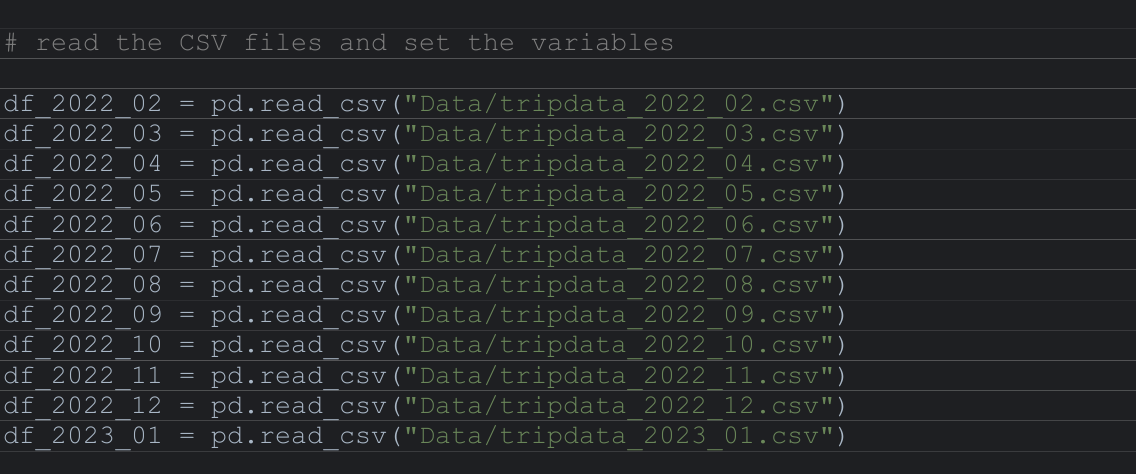 # read the CSV files and set the variables
df_2022_02 = pd.read_csv("Data/tripdata_2022_02.csv")
df_2022_03 = pd.read_csv("Data/tripdata_2022_03.csv")
df_2022_04 = pd.read_csv("Data/tripdata_2022_04.csv")
df_2022_05 = pd.read_csv("Data/tripdata_2022_05.csv")
df_2022_06 = pd.read_csv("Data/tripdata_2022_06.csv")
df_2022_07 = pd.read_csv("Data/tripdata_2022_07.csv")
df_2022_08 = pd.read_csv("Data/tripdata_2022_08.csv")
df_2022_09 = pd.read_csv("Data/tripdata_2022_09.csv")
df_2022_10 = pd.read_csv("Data/tripdata_2022_10.csv")
df_2022_11 = pd.read_csv("Data/tripdata_2022_11.csv")
df_2022_12 = pd.read_csv("Data/tripdata_2022_12.csv")
df_2023_01 = pd.read_csv("Data/tripdata_2023_01.csv")